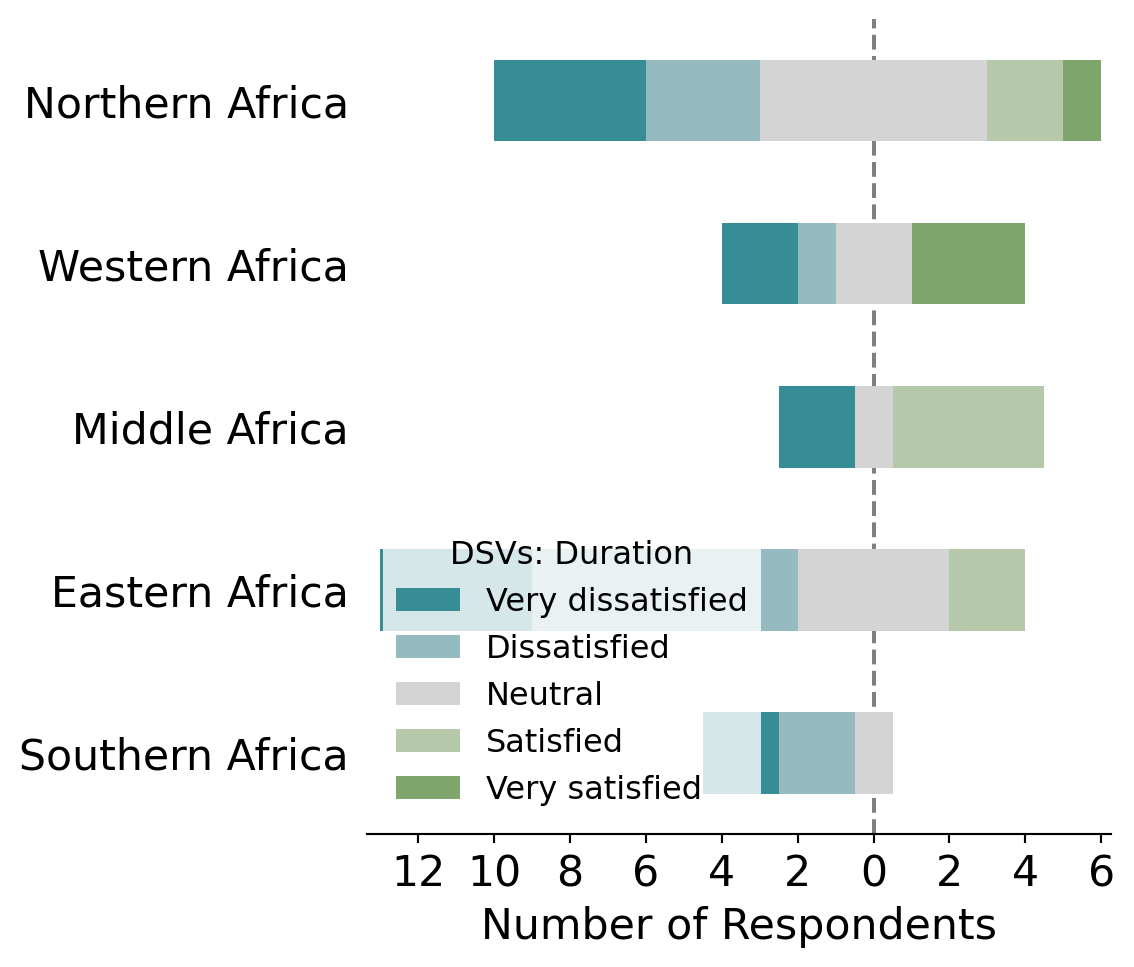 Northern Africa
Western Africa
Middle Africa
Eastern Africa
Southern Africa
DSVs: Duration
Very dissatisfied
Dissatisfied
Neutral
Satisfied
Very satisfied
12 10 8 6 4 2 0 2 4 6
Number of Respondents